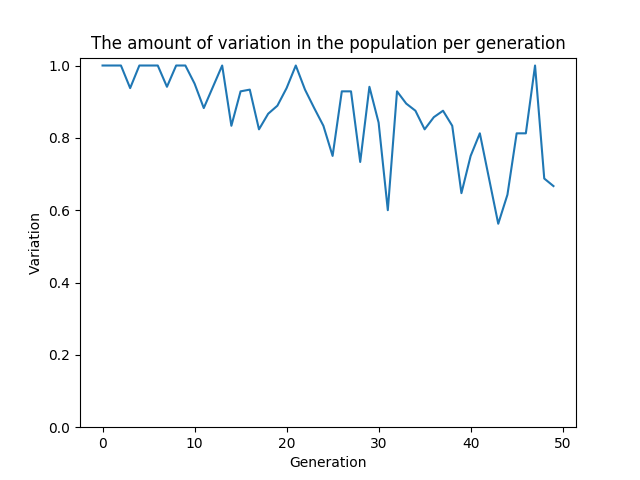 The amount of variation in the population per generation
1.0
0.8
0.6
0.4
0.2
0.0
Variation
0 10 20 30 40 50
Generation